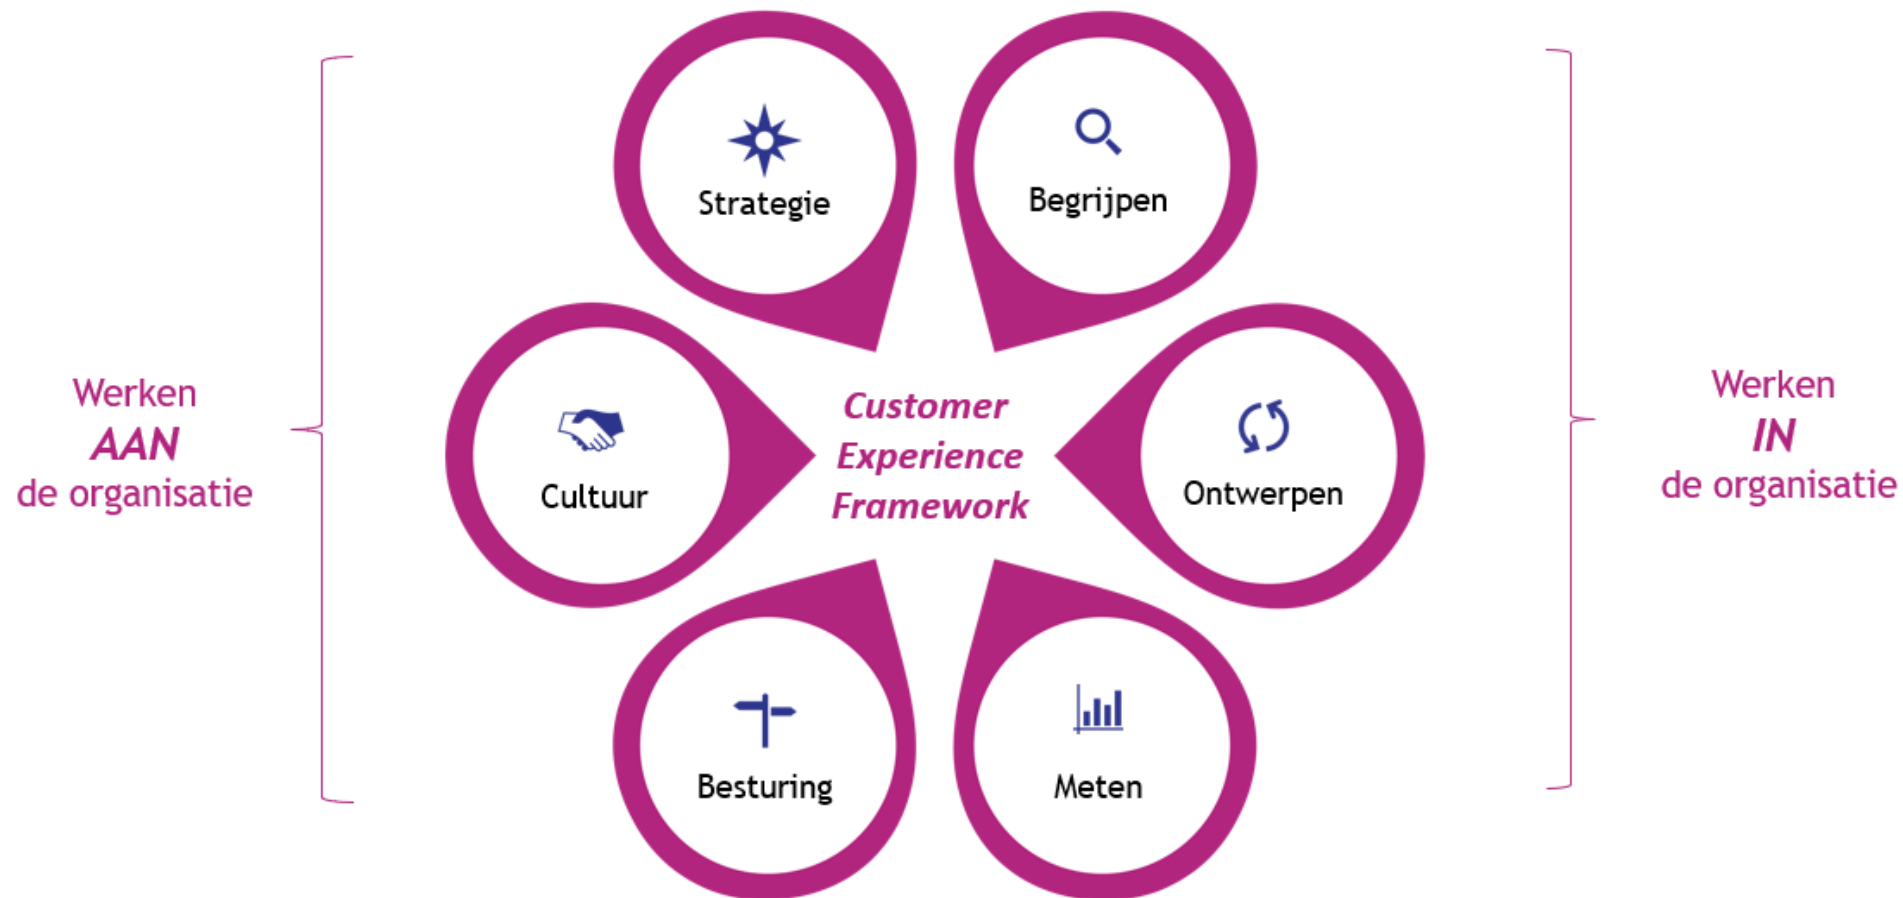 Strategie
Begrijpen
Werken
AAN
de organisatie
Cultuur
Customer
Experience
Framework
Ontwerpen
Werken
IN
de organisatie
Besturing
Meten